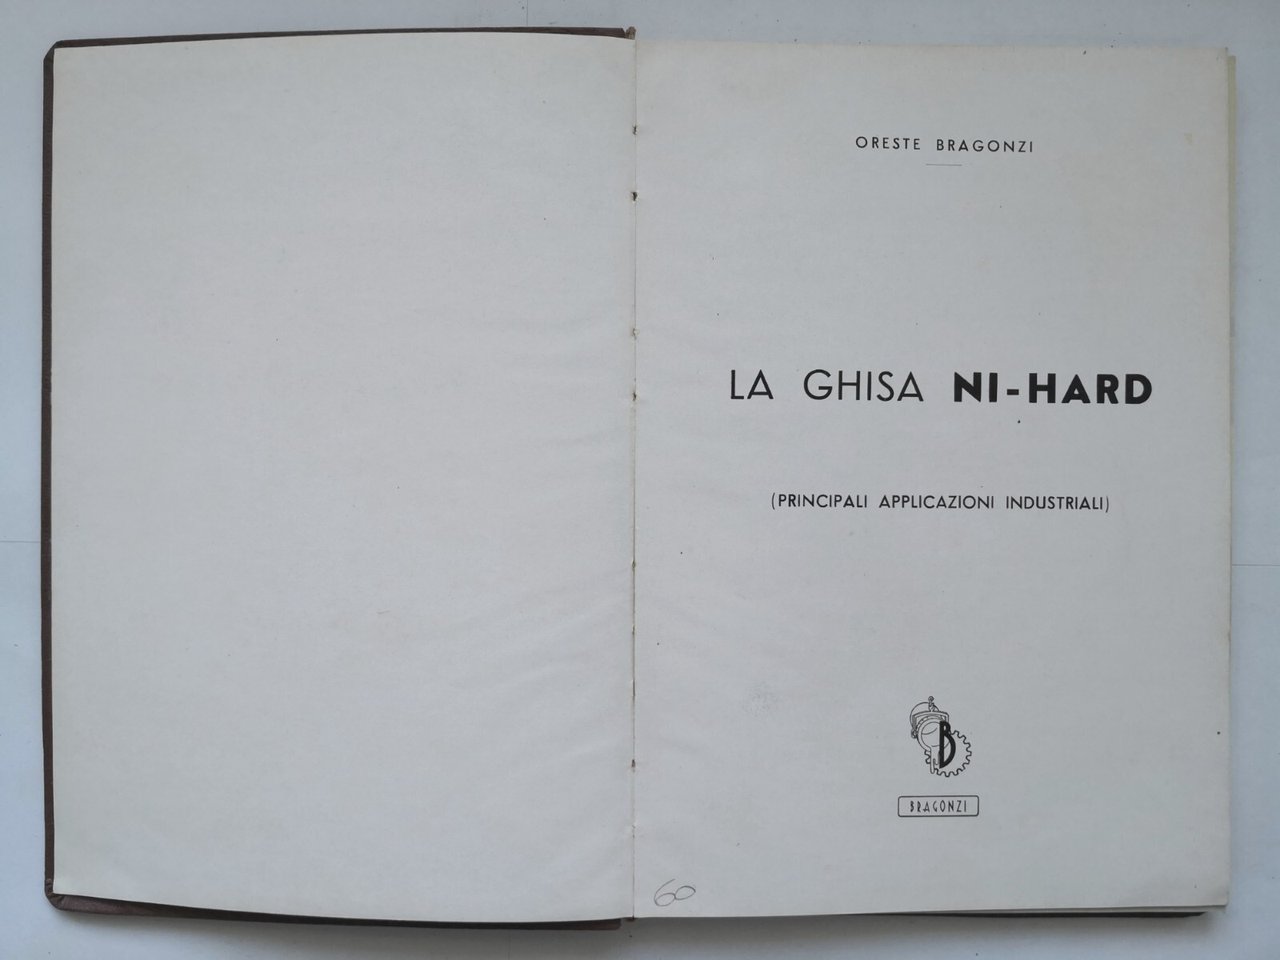 ORESTE BRAGONZI
LA GHISA NI-HARD
(PRINCIPALI APPLICAZIONI INDUSTRIALI)
B
BRAGONZI
60